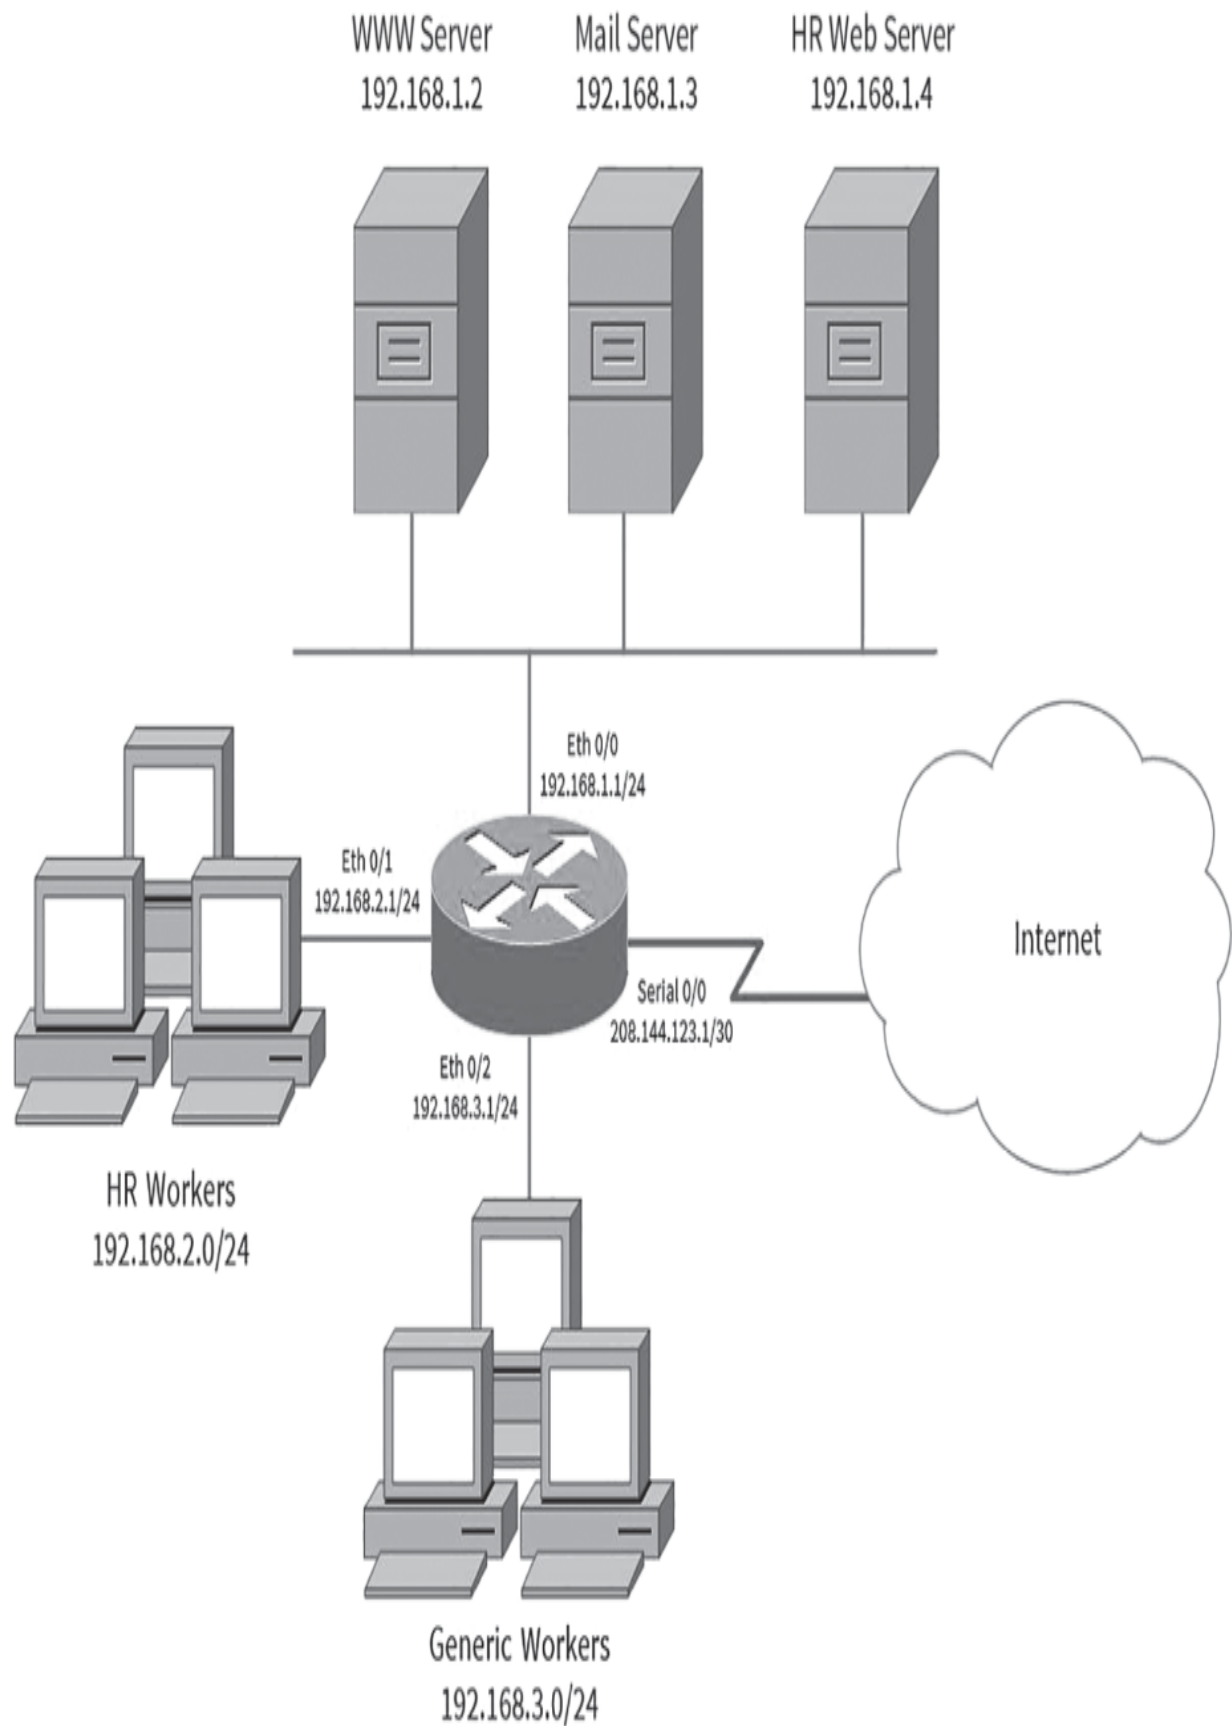 WWW Server
192.168.1.2
Mail Server
192.168.1.3
HR Web Server
192.168.1.4
Eth 0/0
192.168.1.1/24
Eth 0/1
192.168.2.1/24
Internet
Serial 0/0
208.144.123.1/30
Eth 0/2
192.168.3.1/24
HR Workers
192.168.2.0/24
Generic Workers
192.168.3.0/24